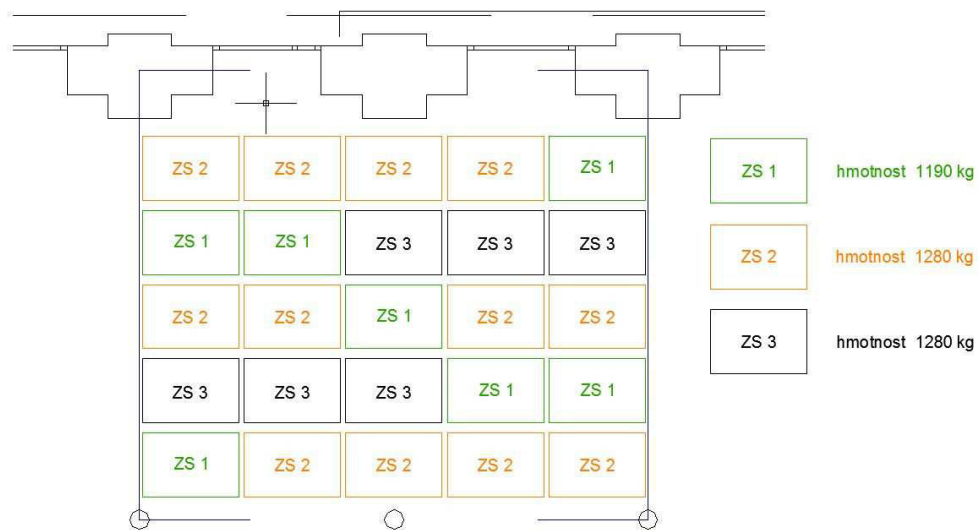 ZS 2 ZS 2 ZS 2 ZS 2 ZS 1
ZS 1 ZS 1 ZS 3 ZS 3 ZS 3
ZS 2 ZS 2 ZS 1 ZS 2 ZS 2
ZS 3 ZS 3 ZS 3 ZS 1 ZS 1
ZS 1 ZS 2 ZS 2 ZS 2 ZS 2
ZS 1 hmotnost 1190 kg
ZS 2 hmotnost 1280 kg
ZS 3 hmotnost 1280 kg